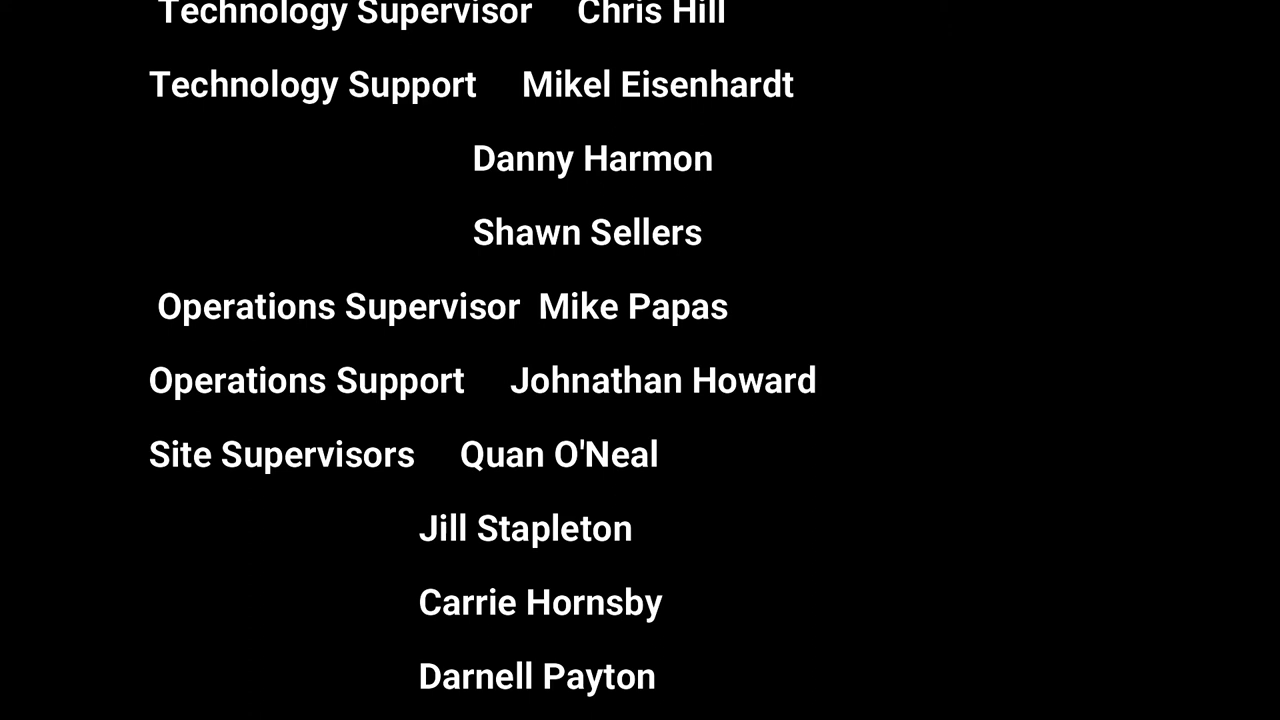 Technology Supervisor Chris Hill
Technology Support Mikel Eisenhardt
Danny Harmon
Shawn Sellers
Operations Supervisor Mike Papas
Operations Support Johnathan Howard
Site Supervisors Quan O'Neal
Jill Stapleton
Carrie Hornsby
Darnell Payton